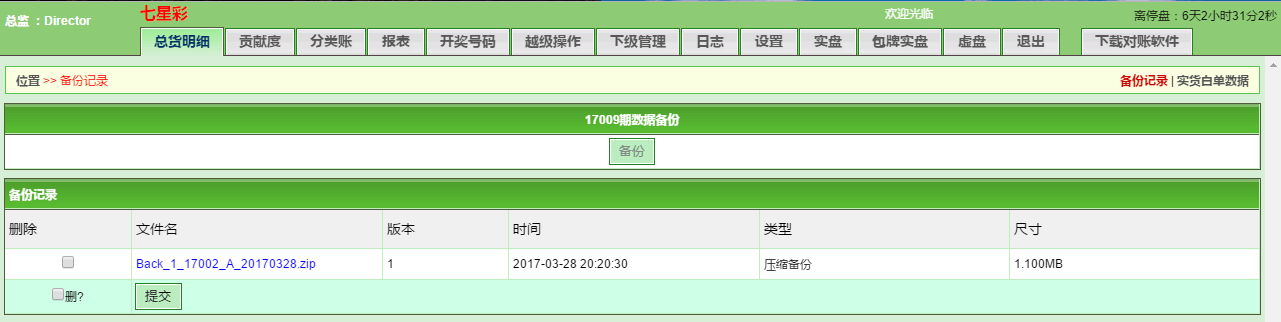 总监 ：Director
七星彩
欢迎光临
离停盘：6天2小时31分2秒
总货明细 贡献度 分类账 报表 开奖号码 越级操作 下级管理 日志 设置 实盘 包牌实盘 虚盘 退出 下载对账软件
位置 >> 备份记录
备份记录 | 实货白单数据
17009期数据备份
备份
备份记录
删除 文件名 版本 时间 类型 尺寸
Back_1_17002_A_20170328.zip 1 2017-03-28 20:20:30 压缩备份 1.100MB
删? 提交